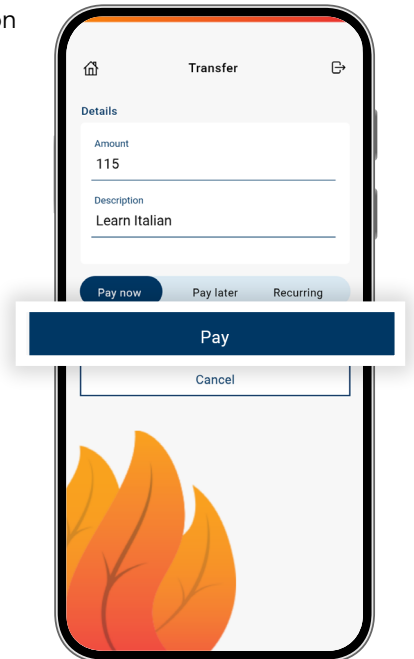 on
Transfer
Details
Amount
115
Description
Learn Italian
Pay now Pay later Recurring
Pay
Cancel